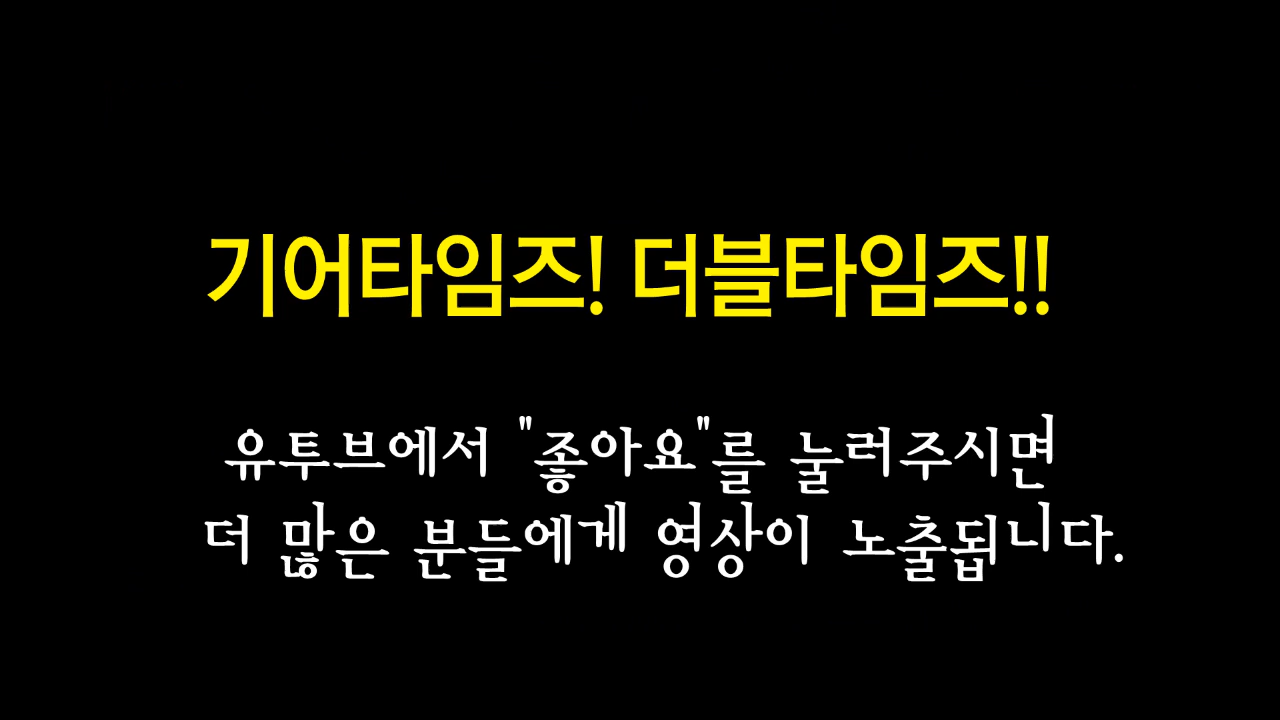 기어타임즈! 더블타임즈!!
유투브에서 "좋아요"를 눌러주시면
더 많은 분들에게 영상이 노출됩니다.